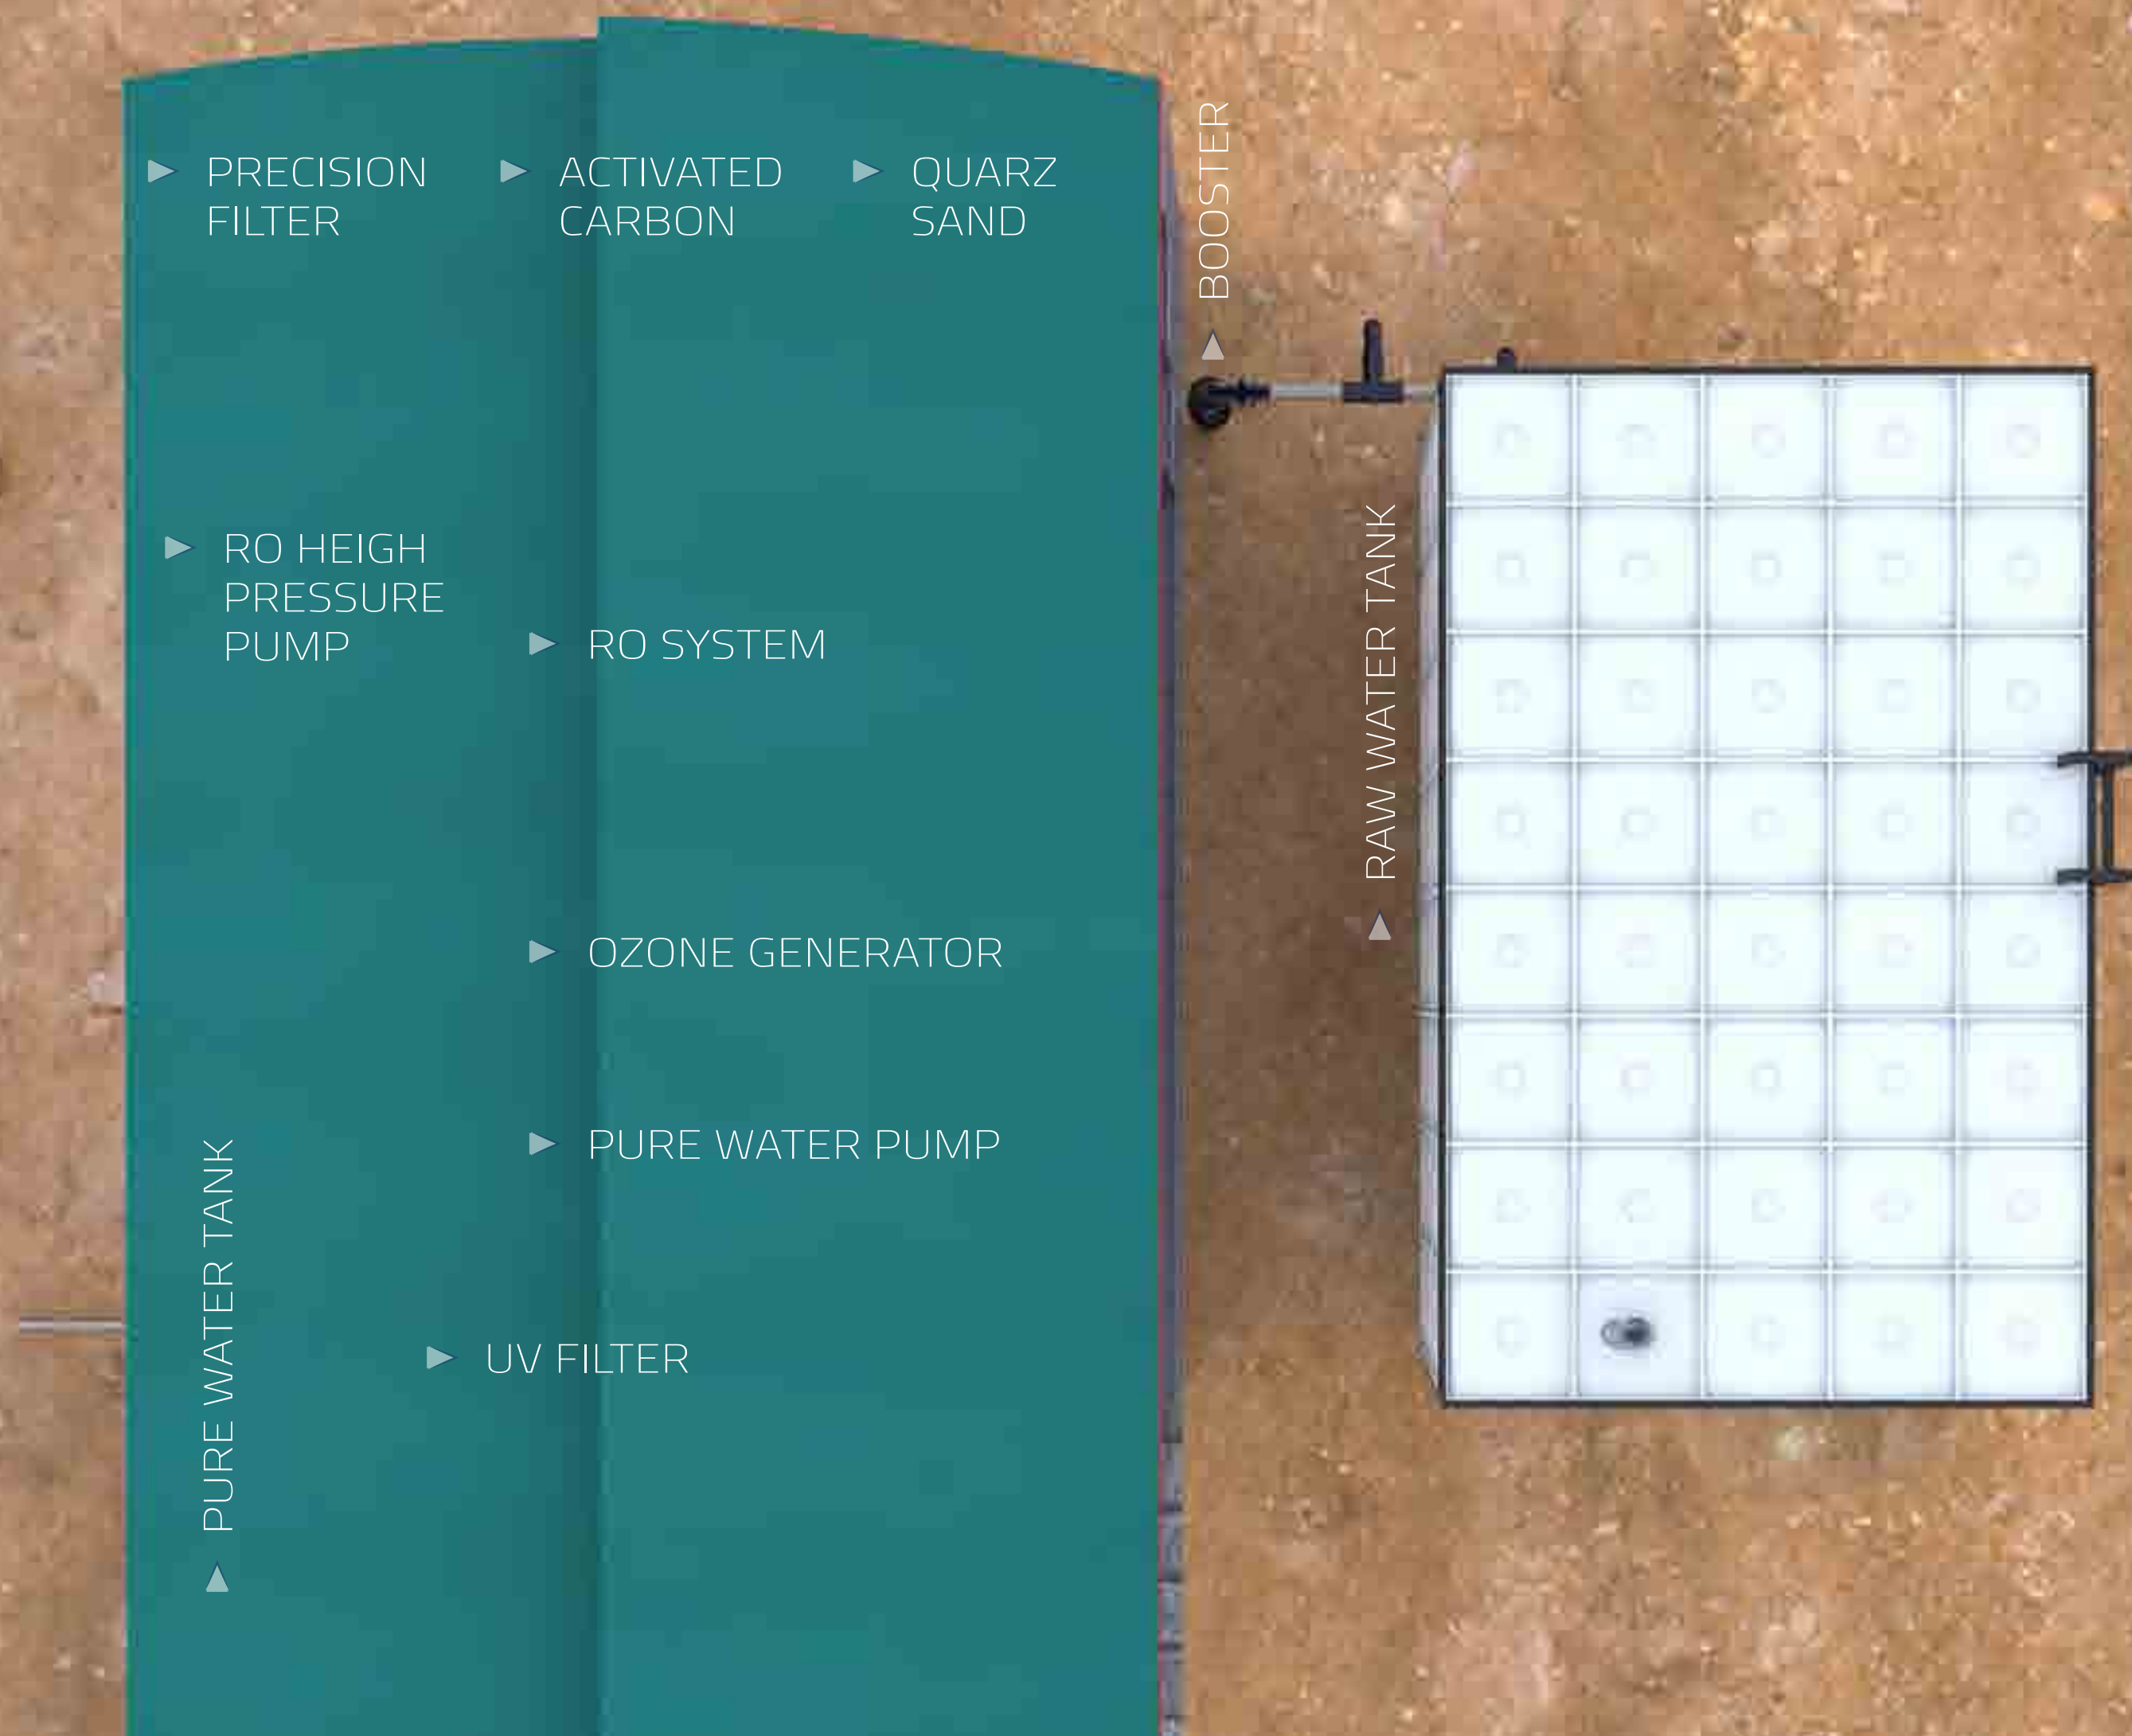 PRECISION
FILTER
ACTIVATED
CARBON
QUARZ
SAND
BOOSTER
RO HEIGH
PRESSURE
PUMP
RO SYSTEM
RAW WATER TANK
OZONE GENERATOR
PURE WATER PUMP
PURE WATER TANK
UV FILTER